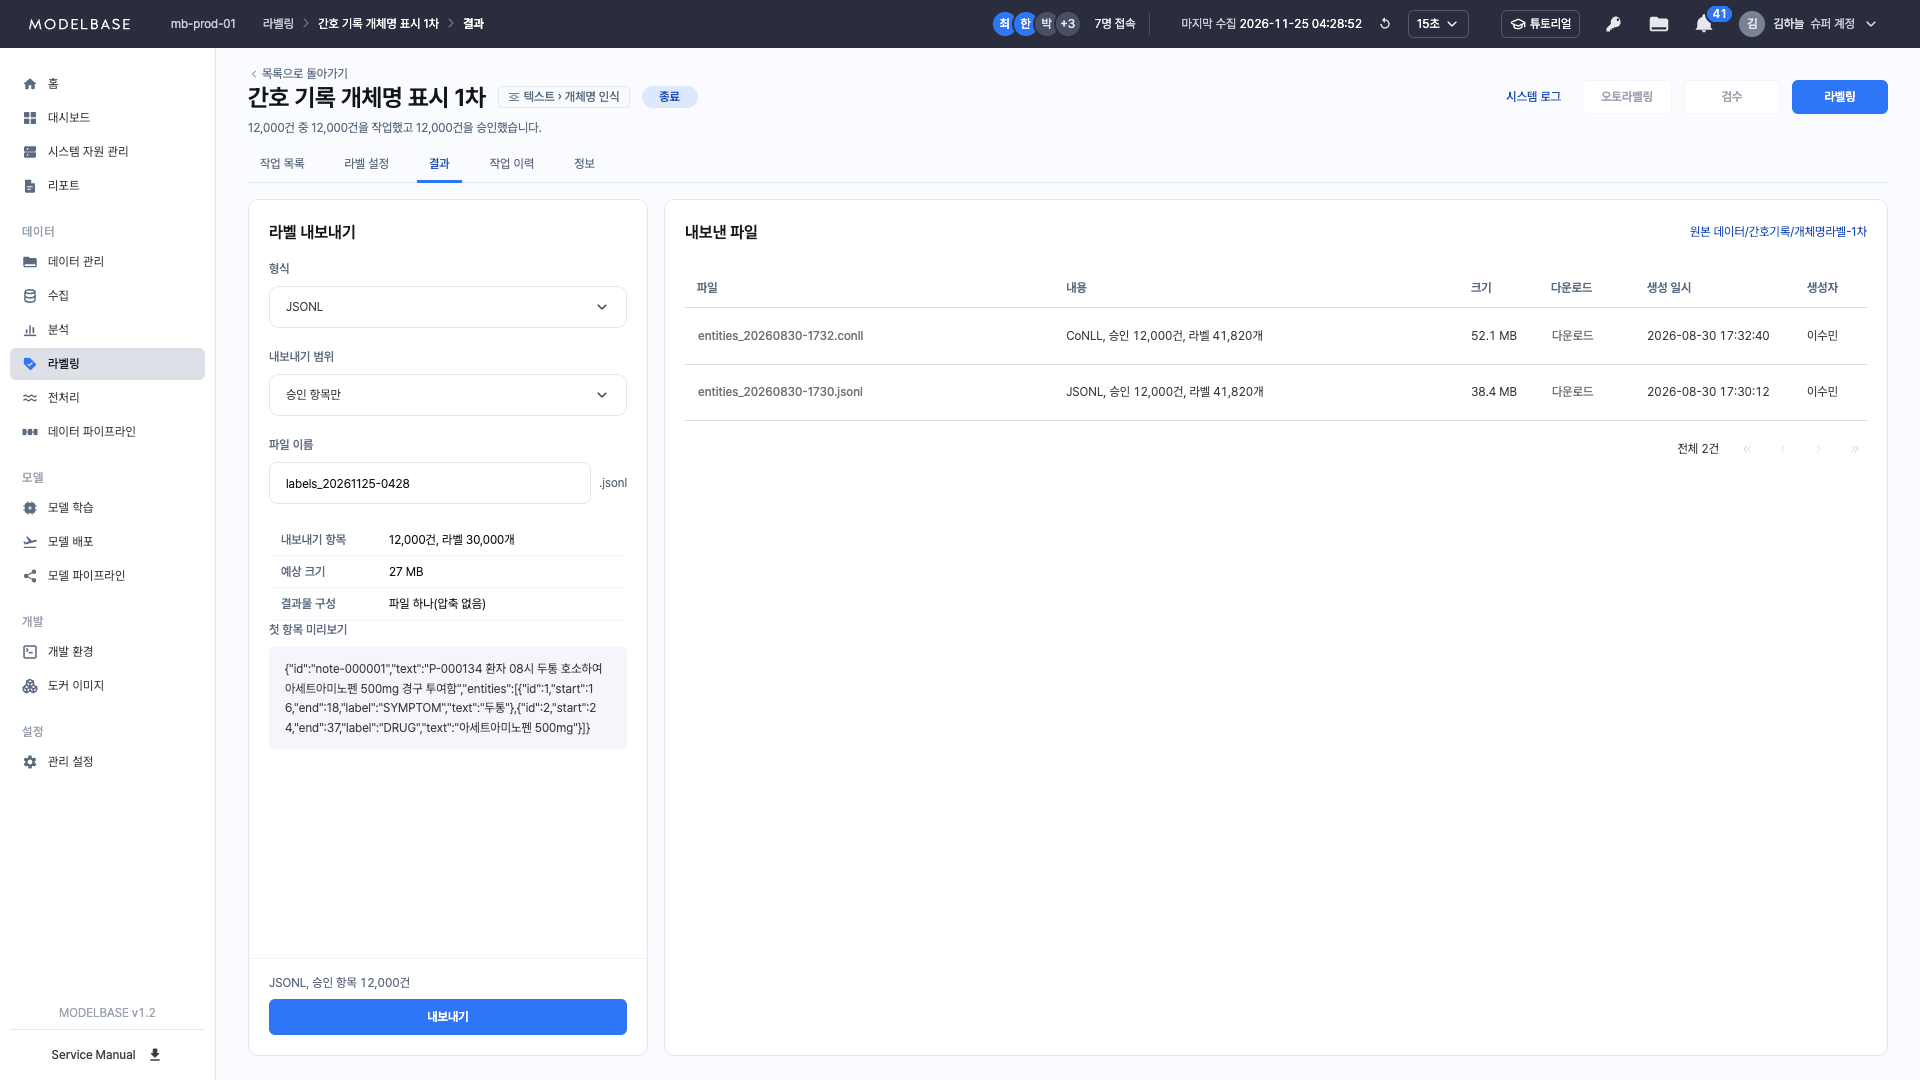 MODELBASE
mb-prod-01
라벨링 > 간호 기록 개체명 표시 1차 > 결과
최 한 박 +3 7명 접속
마지막 수집 2026-11-25 04:28:52
15초
튜토리얼
41
김 김하늘 슈퍼 계정
홈
대시보드
시스템 자원 관리
리포트
데이터
데이터 관리
수집
분석
라벨링
전처리
데이터 파이프라인
모델
모델 학습
모델 배포
모델 파이프라인
개발
개발 환경
도커 이미지
설정
관리 설정
MODELBASE v1.2
Service Manual
목록으로 돌아가기
간호 기록 개체명 표시 1차
텍스트 › 개체명 인식
종료
12,000건 중 12,000건을 작업했고 12,000건을 승인했습니다.
시스템 로그
오토라벨링
검수
라벨링
작업 목록
라벨 설정
결과
작업 이력
정보
라벨 내보내기
형식
JSONL
내보내기 범위
승인 항목만
파일 이름
labels_20261125-0428 .jsonl
내보내기 항목 12,000건, 라벨 30,000개
예상 크기 27 MB
결과물 구성 파일 하나(압축 없음)
첫 항목 미리보기
{"id":"note-000001","text":"P-000134 환자 08시 두통 호소하여
아세트아미노펜 500mg 경구 투여함","entities":[{"id":1,"start":1
6,"end":18,"label":"SYMPTOM","text":"두통"},{"id":2,"start":2
4,"end":37,"label":"DRUG","text":"아세트아미노펜 500mg"}]}
JSONL, 승인 항목 12,000건
내보내기
내보낸 파일
원본 데이터/간호기록/개체명라벨-1차
파일 내용 크기 다운로드 생성 일시 생성자
entities_20260830-1732.conll CoNLL, 승인 12,000건, 라벨 41,820개 52.1 MB 다운로드 2026-08-30 17:32:40 이수민
entities_20260830-1730.jsonl JSONL, 승인 12,000건, 라벨 41,820개 38.4 MB 다운로드 2026-08-30 17:30:12 이수민
전체 2건